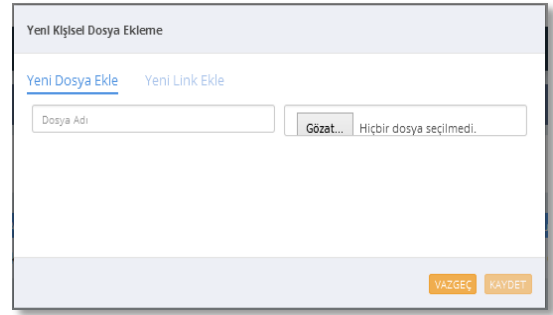 Yeni Kişisel Dosya Ekleme
Yeni Dosya Ekle Yeni Link Ekle
Dosya Adı Gözat... Hiçbir dosya seçilmedi.
VAZGEÇ KAYDET